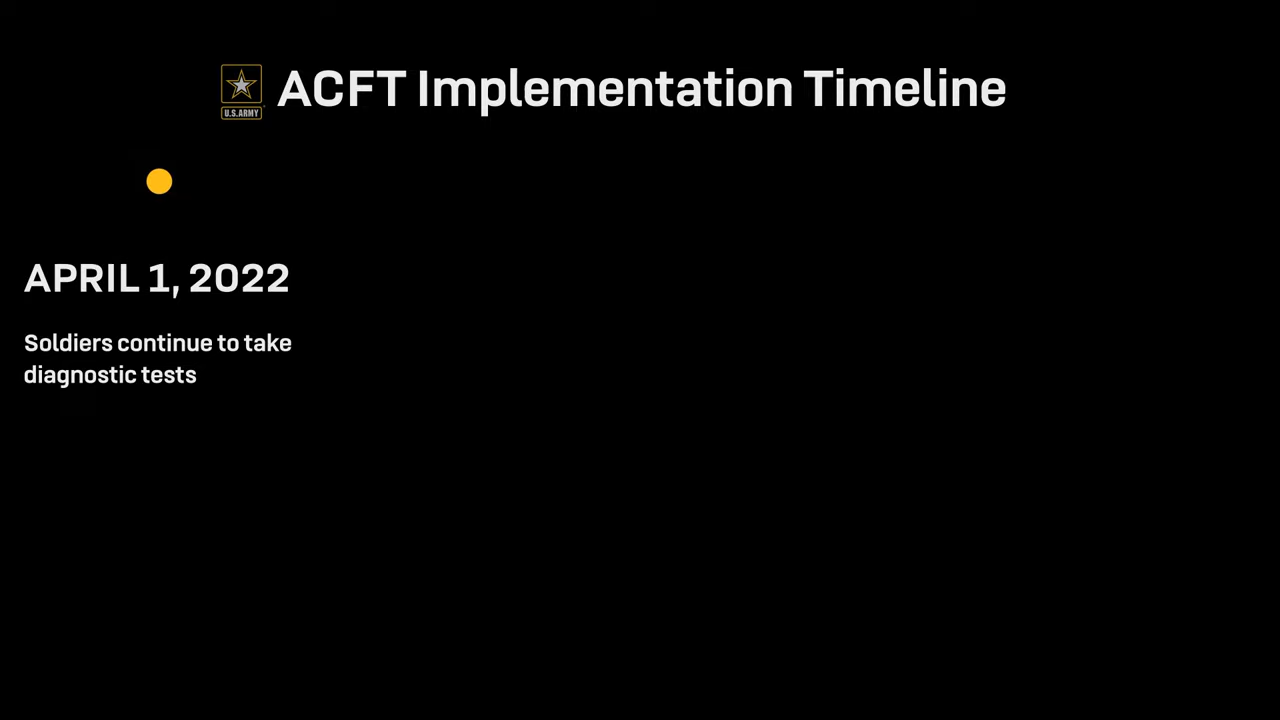 U.S.ARMY
ACFT Implementation Timeline
APRIL 1, 2022
Soldiers continue to take
diagnostic tests